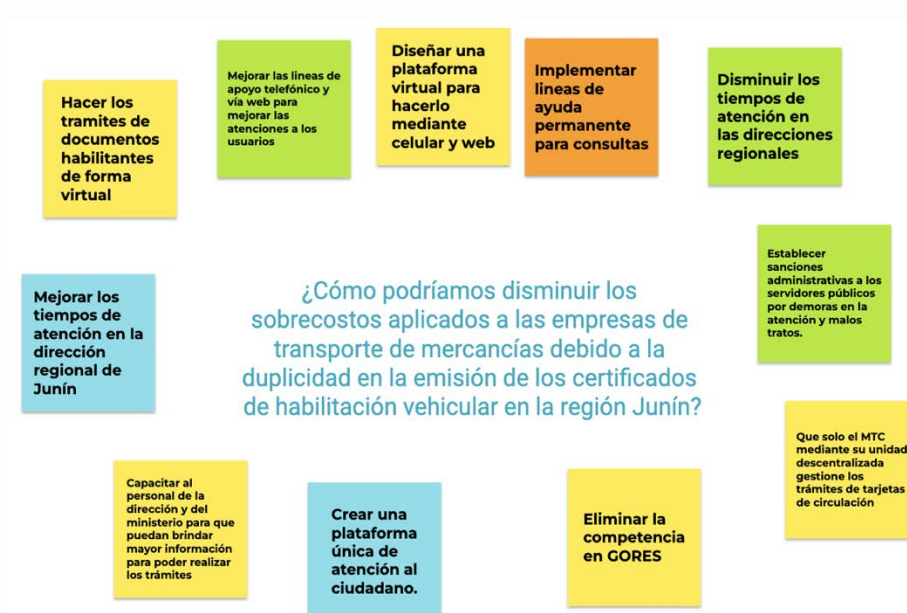 Hacer los
tramites de
documentos
habilitantes
de forma
virtual
Mejorar las lineas de
apoyo telefónico y
vía web para
mejorar las
atenciones a los
usuarios
Diseñar una
plataforma
virtual para
hacerlo
mediante
celular y web
Implementar
lineas de
ayuda
permanente
para consultas
Disminuir los
tiempos de
atención en
las direcciones
regionales
Mejorar los
tiempos de
atención en la
dirección
regional de
Junín
¿Cómo podríamos disminuir los
sobrecostos aplicados a las empresas de
transporte de mercancías debido a la
duplicidad en la emisión de los certificados
de habilitación vehicular en la región Junín?
Establecer
sanciones
administrativas a los
servidores públicos
por demoras en la
atención y malos
tratos.
Capacitar al
personal de la
dirección y del
ministerio para que
puedan brindar
mayor información
para poder realizar
los trámites
Crear una
plataforma
única de
atención al
ciudadano.
Eliminar la
competencia
en GORES
Que solo el MTC
mediante su unidad
descentralizada
gestione los
trámites de tarjetas
de circulación